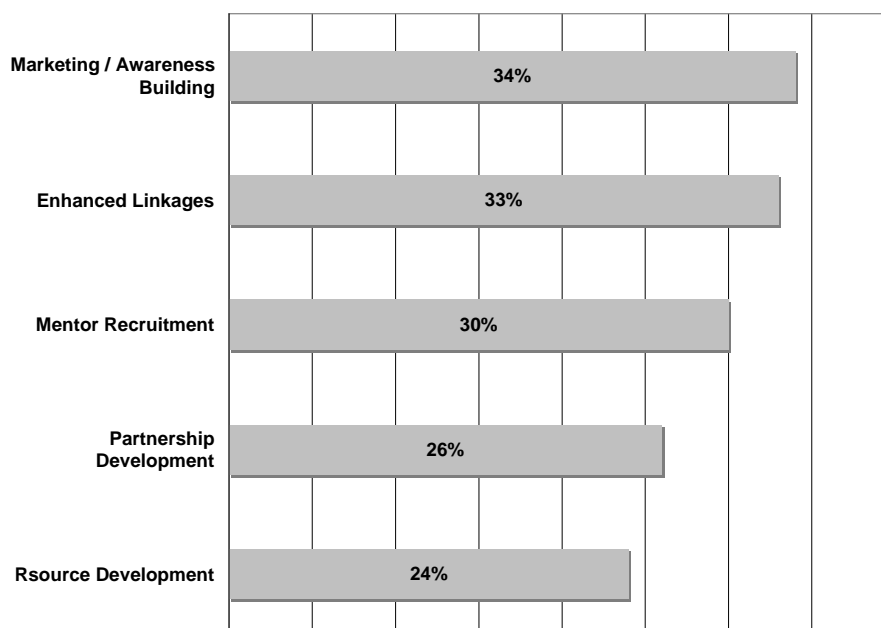 Marketing / Awareness
Building
34%
Enhanced Linkages
33%
Mentor Recruitment
30%
Partnership
Development
26%
Rsource Development
24%